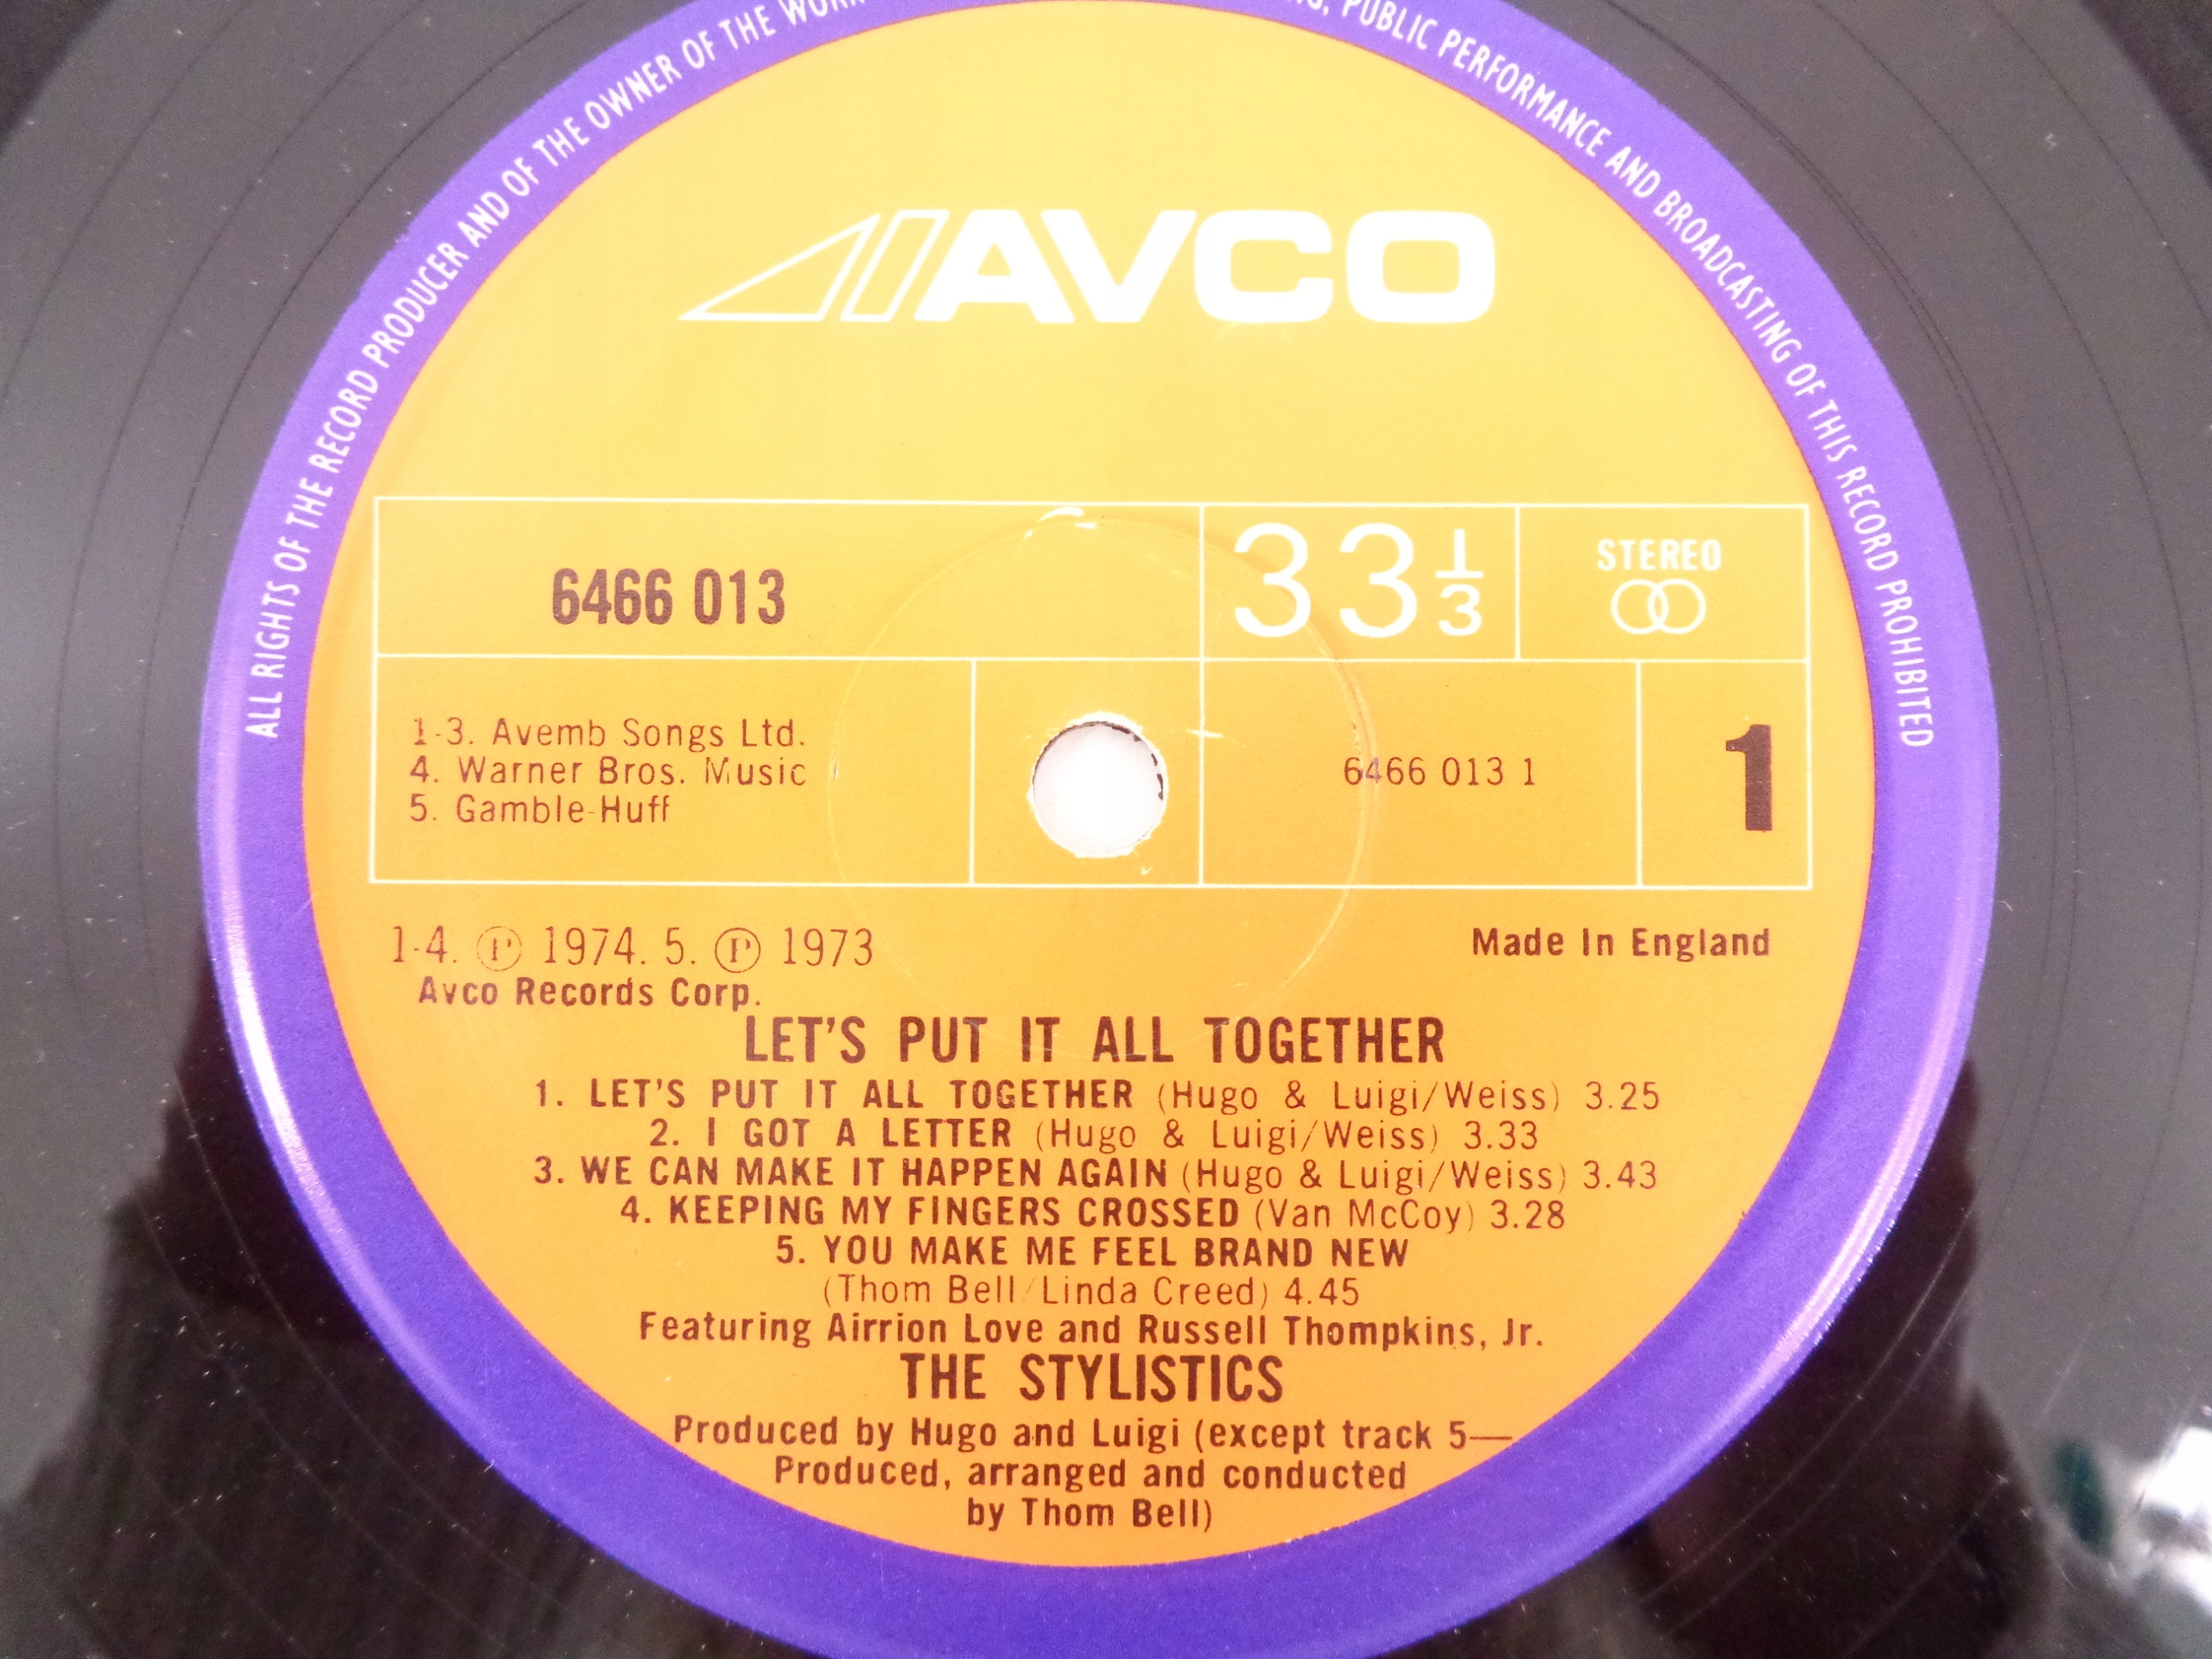 ALL RIGHTS OF THE RECORD PRODUCER AND OF THE OWNER OF THE
PUBLIC PERFORMANCE AND BROADCASTING OF THIS RECORD PROHIBITED
AVCO
6466 013
33 1/3
STEREO
1-3. Avemb Songs Ltd.
4. Warner Bros. Music
5. Gamble-Huff
6466 013 1
1
1-4. ℗ 1974. 5. ℗ 1973
Avco Records Corp.
Made In England
LET'S PUT IT ALL TOGETHER
1. LET'S PUT IT ALL TOGETHER (Hugo & Luigi/Weiss) 3.25
2. I GOT A LETTER (Hugo & Luigi/Weiss) 3.33
3. WE CAN MAKE IT HAPPEN AGAIN (Hugo & Luigi/Weiss) 3.43
4. KEEPING MY FINGERS CROSSED (Van McCoy) 3.28
5. YOU MAKE ME FEEL BRAND NEW
(Thom Bell/Linda Creed) 4.45
Featuring Airrion Love and Russell Thompkins, Jr.
THE STYLISTICS
Produced by Hugo and Luigi (except track 5—
Produced, arranged and conducted
by Thom Bell)